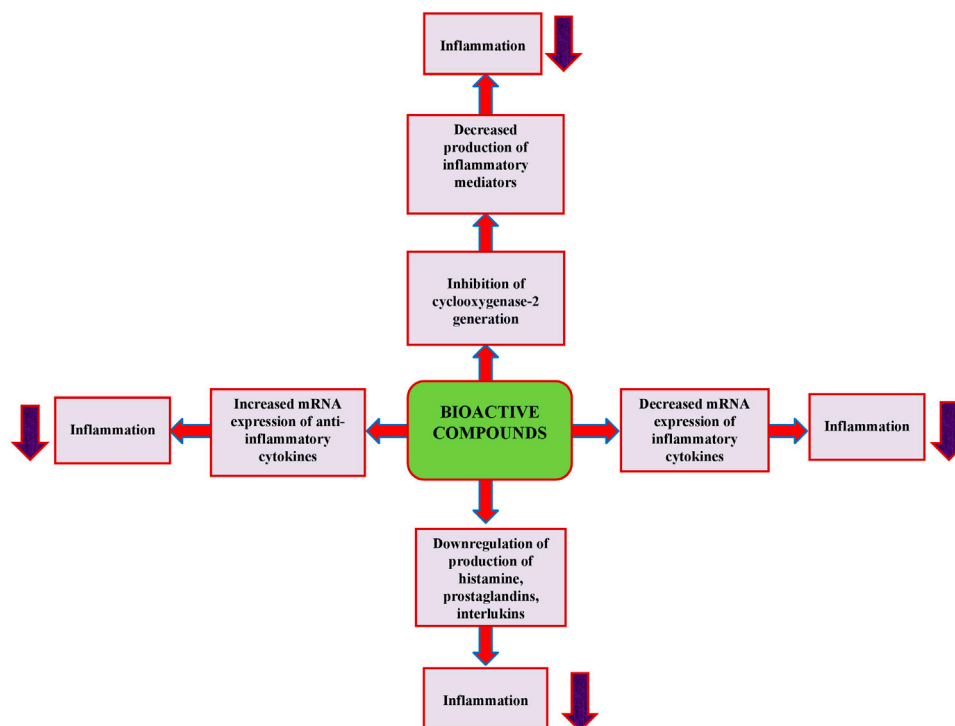 Inflammation
Decreased
production of
inflammatory
mediators
Inhibition of
cyclooxygenase-2
generation
Inflammation
Increased mRNA
expression of anti-
inflammatory
cytokines
BIOACTIVE
COMPOUNDS
Decreased mRNA
expression of
inflammatory
cytokines
Inflammation
Downregulation of
production of
histamine,
prostaglandins,
interlukins
Inflammation